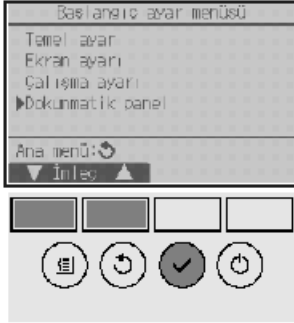 Başlangıç ayar menüsü
Temel ayar
Ekran ayarı
Çalışma ayarı
▶Dokunmatik panel
Ana menü:
▼ İmleç ▲